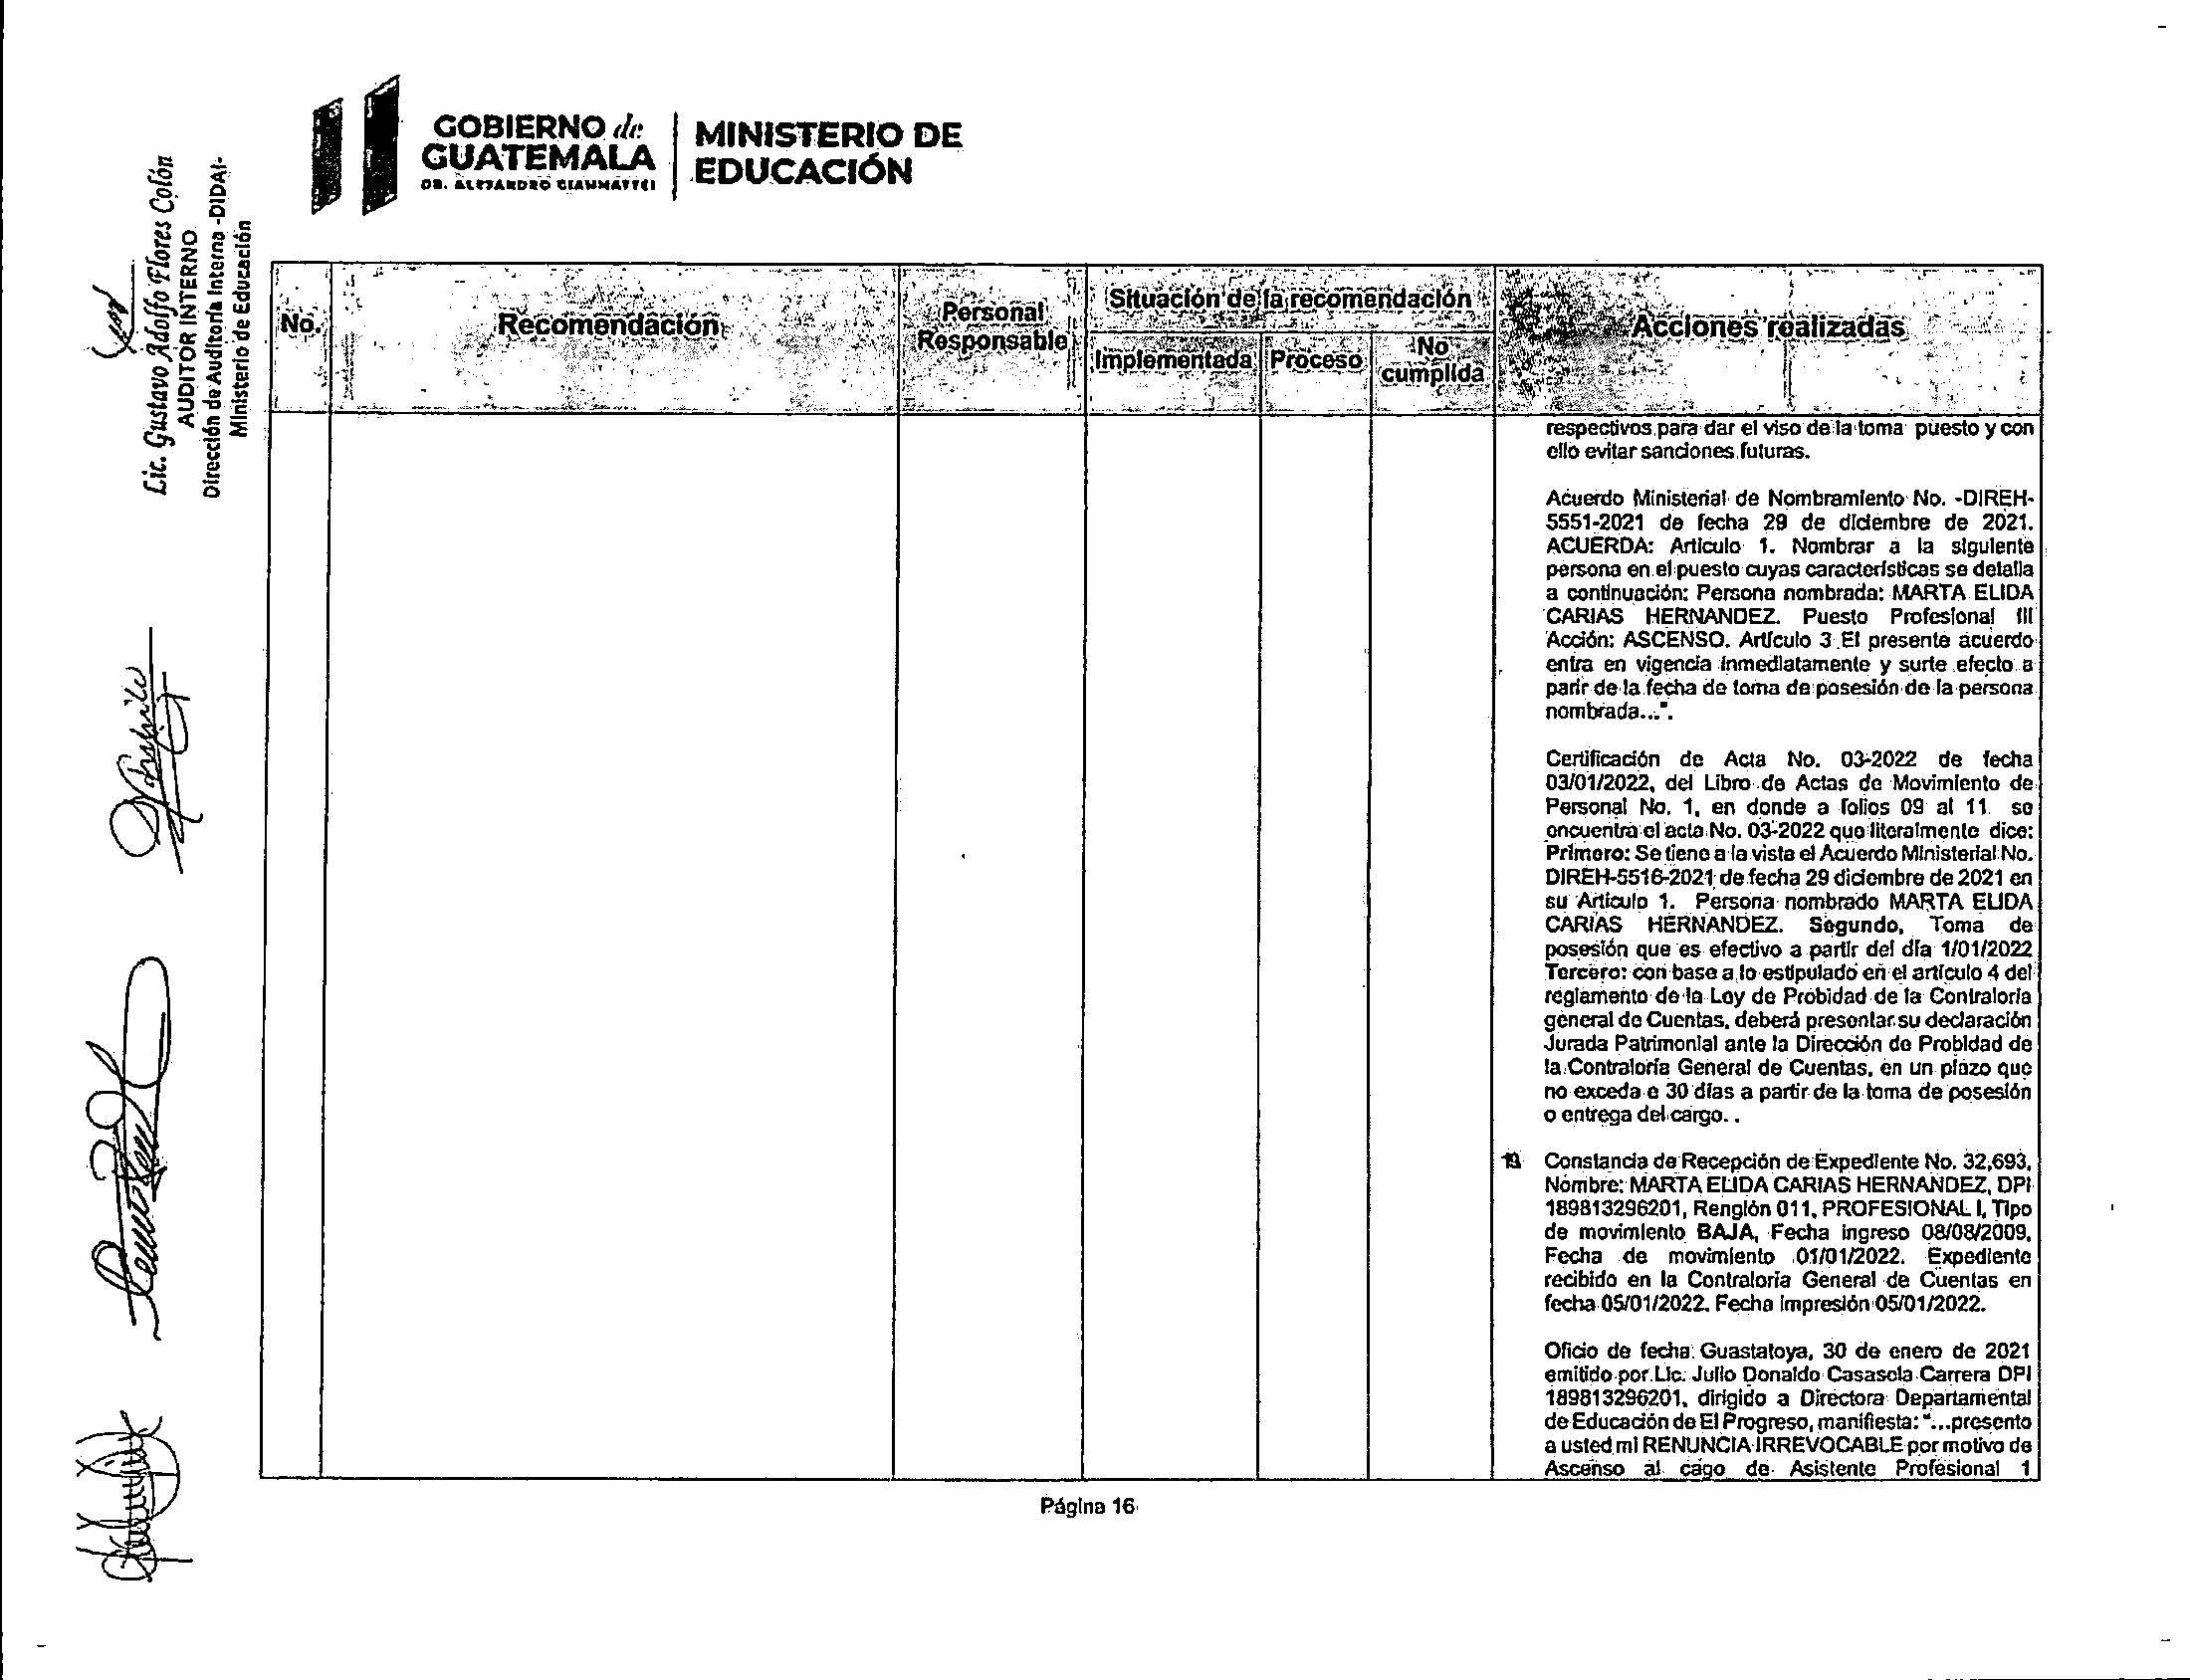 GOBIERNO de
GUATEMALA
DR. ALEJANDRO GIAMMATTEI
MINISTERIO DE
EDUCACIÓN
Lic. Gustavo Adolfo Flores Colón
AUDITOR INTERNO
Dirección de Auditoría Interna -DIDAI-
Ministerio de Educación
No.
Recomendación
Personal
Responsable
Situación de la recomendación
Implementada
Proceso
No
cumplida
Acciones realizadas
respectivos para dar el viso de la toma puesto y con
ello evitar sanciones futuras.
Acuerdo Ministerial de Nombramiento No. -DIREH-
5551-2021 de fecha 29 de diciembre de 2021.
ACUERDA: Artículo 1. Nombrar a la siguiente
persona en el puesto cuyas características se detalla
a continuación: Persona nombrada: MARTA ELIDA
CARIAS HERNANDEZ. Puesto Profesional III
Acción: ASCENSO. Artículo 3 El presente acuerdo
entra en vigencia inmediatamente y surte efecto a
parir de la fecha de toma de posesión de la persona
nombrada...".
Certificación de Acta No. 03-2022 de fecha
03/01/2022, del Libro de Actas de Movimiento de
Personal No. 1, en donde a folios 09 al 11 se
encuentra el acta No. 03-2022 que literalmente dice:
Primero: Se tiene a la vista el Acuerdo Ministerial No.
DIREH-5516-2021 de fecha 29 diciembre de 2021 en
su Artículo 1. Persona nombrado MARTA ELIDA
CARIAS HERNANDEZ. Segundo, Toma de
posesión que es efectivo a partir del día 1/01/2022
Tercero: con base a lo estipulado en el artículo 4 del
reglamento de la Ley de Probidad de la Contraloría
general de Cuentas, deberá presentar su declaración
Jurada Patrimonial ante la Dirección de Probidad de
la Contraloría General de Cuentas, en un plazo que
no exceda e 30 días a partir de la toma de posesión
o entrega del cargo. .
Constancia de Recepción de Expediente No. 32,693,
Nombre: MARTA ELIDA CARIAS HERNANDEZ, DPI
189813296201, Renglón 011, PROFESIONAL I, Tipo
de movimiento BAJA, Fecha ingreso 08/08/2009,
Fecha de movimiento 01/01/2022. Expediente
recibido en la Contraloría General de Cuentas en
fecha 05/01/2022. Fecha impresión 05/01/2022.
Oficio de fecha: Guastatoya, 30 de enero de 2021
emitido por Lic. Julio Donaldo Casasola Carrera DPI
189813296201, dirigido a Directora Departamental
de Educación de El Progreso, manifiesta: "...presento
a usted mi RENUNCIA IRREVOCABLE por motivo de
Ascenso al cago de Asistente Profesional 1
Página 16